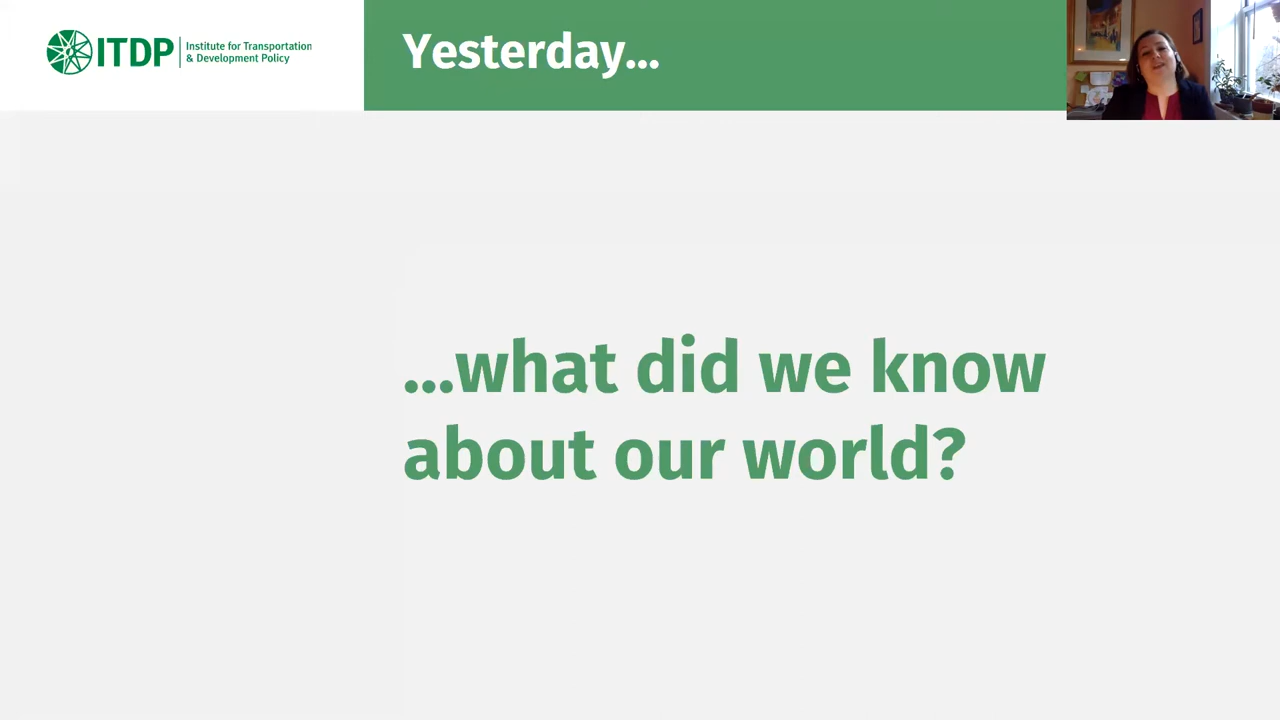 ITDP
Institute for Transportation
& Development Policy
Yesterday...
...what did we know
about our world?